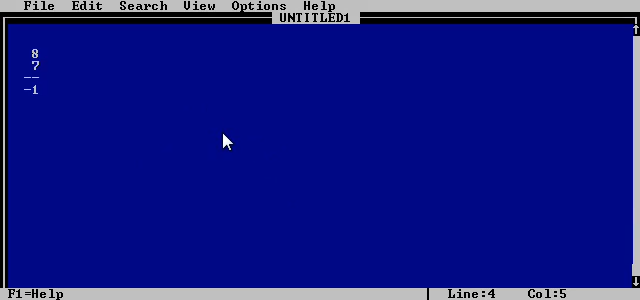 File Edit Search View Options Help
UNTITLED1
8
7
--
-1
F1=Help Line:4 Col:5